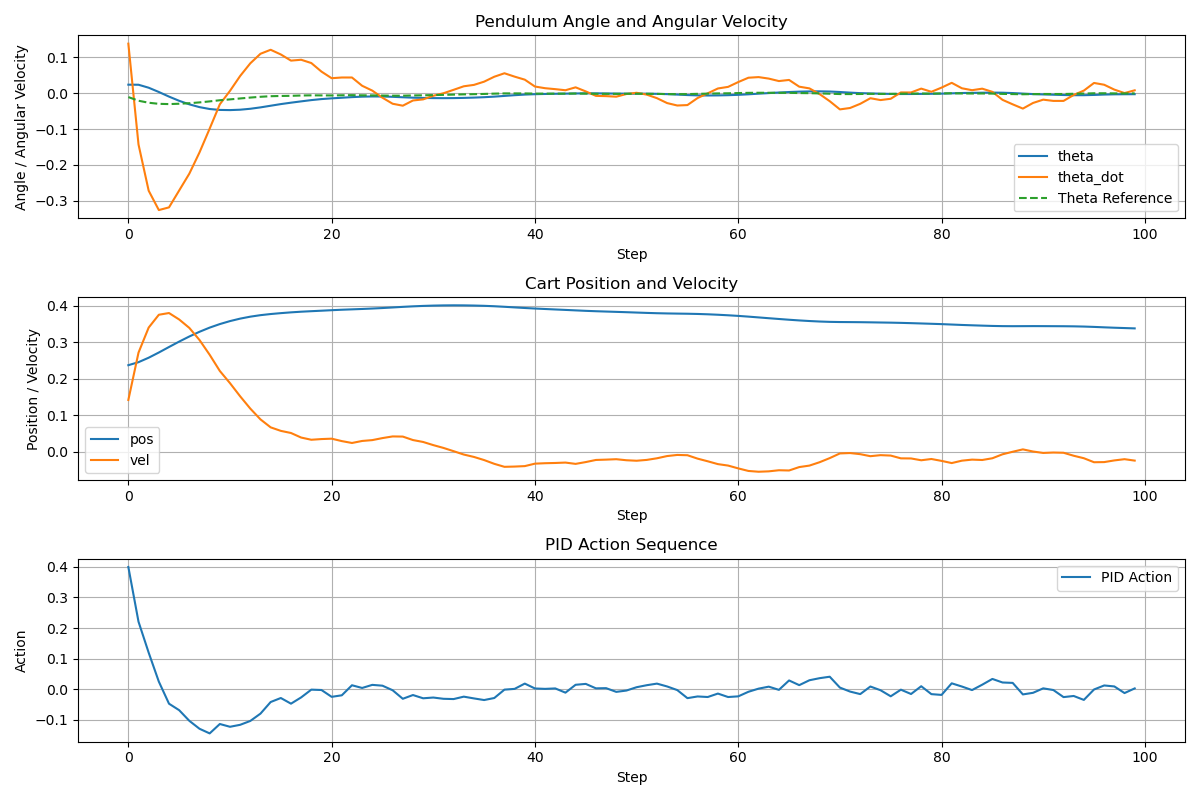 Pendulum Angle and Angular Velocity
Angle / Angular Velocity
0.1
0.0
−0.1
−0.2
−0.3
theta
theta_dot
Theta Reference
0 20 40 60 80 100
Step
Cart Position and Velocity
Position / Velocity
0.4
0.3
0.2
0.1
0.0
pos
vel
0 20 40 60 80 100
Step
PID Action Sequence
Action
0.4
0.3
0.2
0.1
0.0
−0.1
PID Action
0 20 40 60 80 100
Step